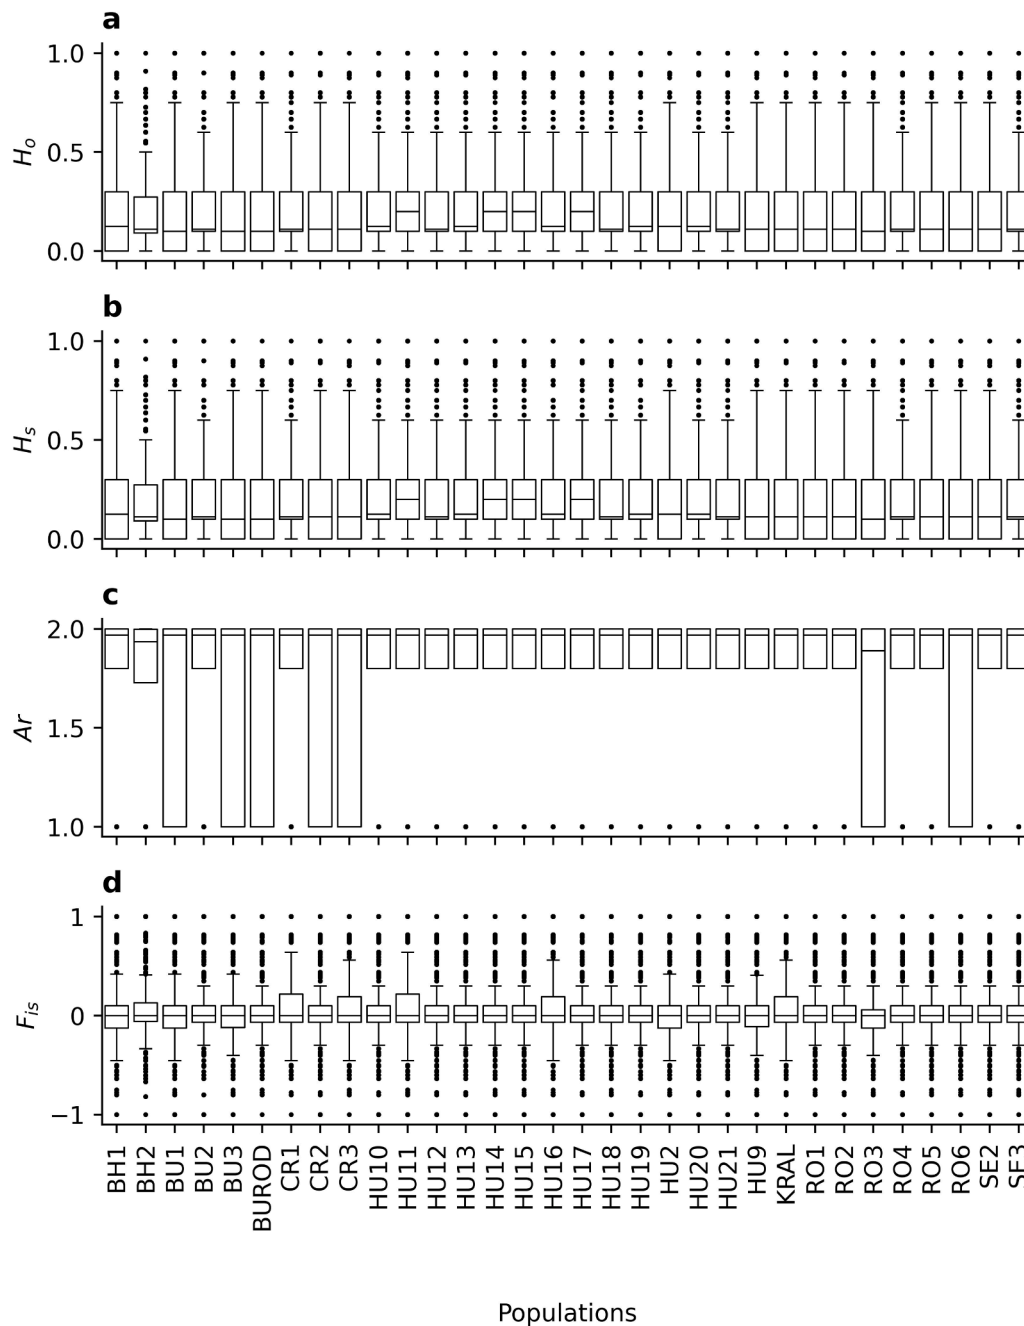 a
1.0
0.5
0.0
Ho
b
1.0
0.5
0.0
Hs
c
2.0
1.5
1.0
Ar
d
1
0
−1
Fis
BH1
BH2
BU1
BU2
BU3
BUROD
CR1
CR2
CR3
HU10
HU11
HU12
HU13
HU14
HU15
HU16
HU17
HU18
HU19
HU2
HU20
HU21
HU9
KRAL
RO1
RO2
RO3
RO4
RO5
RO6
SE2
SE3
Populations